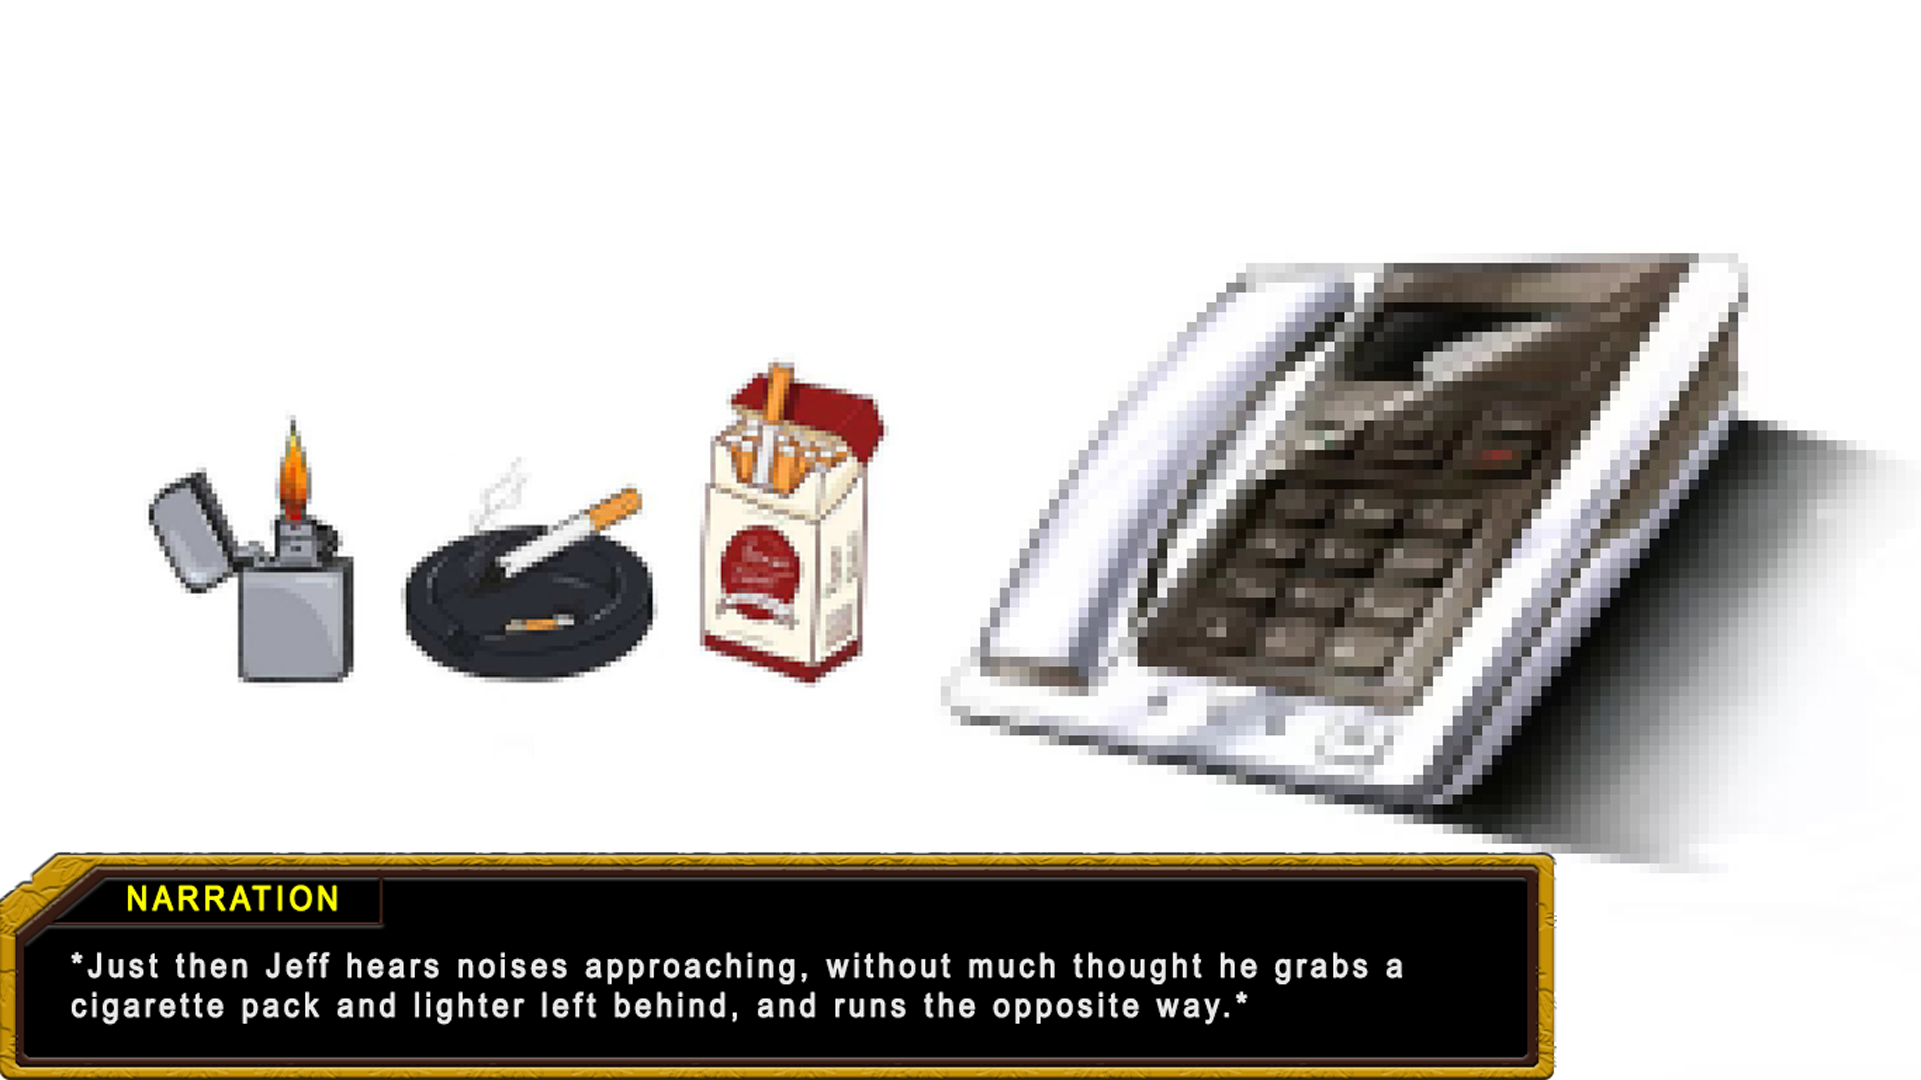 NARRATION
*Just then Jeff hears noises approaching, without much thought he grabs a
cigarette pack and lighter left behind, and runs the opposite way.*